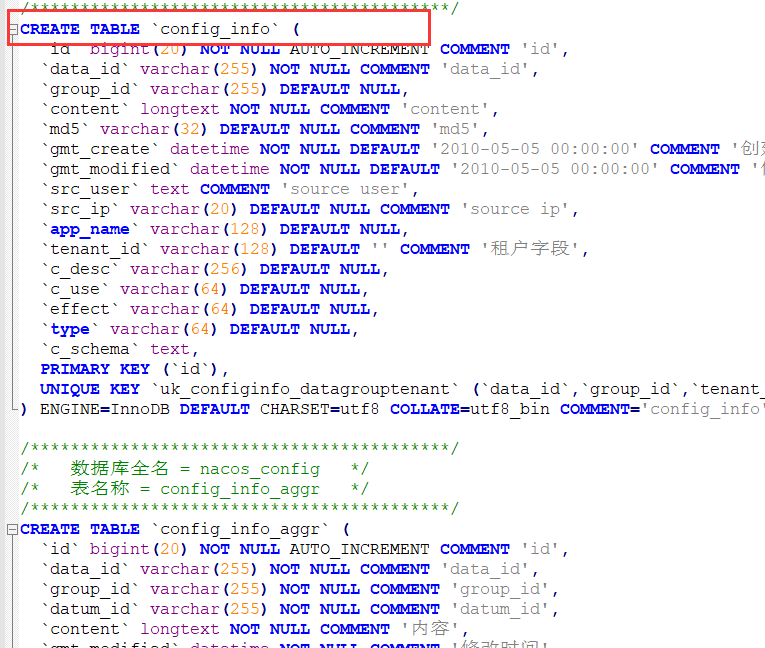 /******************************************/
CREATE TABLE `config_info` (
`id` bigint(20) NOT NULL AUTO_INCREMENT COMMENT 'id',
`data_id` varchar(255) NOT NULL COMMENT 'data_id',
`group_id` varchar(255) DEFAULT NULL,
`content` longtext NOT NULL COMMENT 'content',
`md5` varchar(32) DEFAULT NULL COMMENT 'md5',
`gmt_create` datetime NOT NULL DEFAULT '2010-05-05 00:00:00' COMMENT '创
`gmt_modified` datetime NOT NULL DEFAULT '2010-05-05 00:00:00' COMMENT '
`src_user` text COMMENT 'source user',
`src_ip` varchar(20) DEFAULT NULL COMMENT 'source ip',
`app_name` varchar(128) DEFAULT NULL,
`tenant_id` varchar(128) DEFAULT '' COMMENT '租户字段',
`c_desc` varchar(256) DEFAULT NULL,
`c_use` varchar(64) DEFAULT NULL,
`effect` varchar(64) DEFAULT NULL,
`type` varchar(64) DEFAULT NULL,
`c_schema` text,
PRIMARY KEY (`id`),
UNIQUE KEY `uk_configinfo_datagrouptenant` (`data_id`,`group_id`,`tenant_
) ENGINE=InnoDB DEFAULT CHARSET=utf8 COLLATE=utf8_bin COMMENT='config_info'
/******************************************/
/* 数据库全名 = nacos_config */
/* 表名称 = config_info_aggr */
/******************************************/
CREATE TABLE `config_info_aggr` (
`id` bigint(20) NOT NULL AUTO_INCREMENT COMMENT 'id',
`data_id` varchar(255) NOT NULL COMMENT 'data_id',
`group_id` varchar(255) NOT NULL COMMENT 'group_id',
`datum_id` varchar(255) NOT NULL COMMENT 'datum_id',
`content` longtext NOT NULL COMMENT '内容',
`gmt_modified` datetime NOT NULL COMMENT '修改时间'